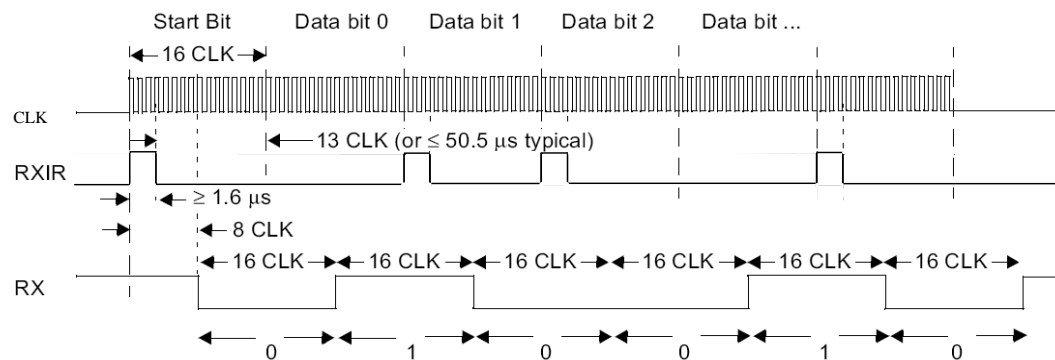 Start Bit Data bit 0 Data bit 1 Data bit 2 Data bit ...
16 CLK
CLK
13 CLK (or ≤ 50.5 μs typical)
RXIR
≥ 1.6 μs
8 CLK
16 CLK 16 CLK 16 CLK 16 CLK 16 CLK 16 CLK
RX
0 1 0 0 1 0